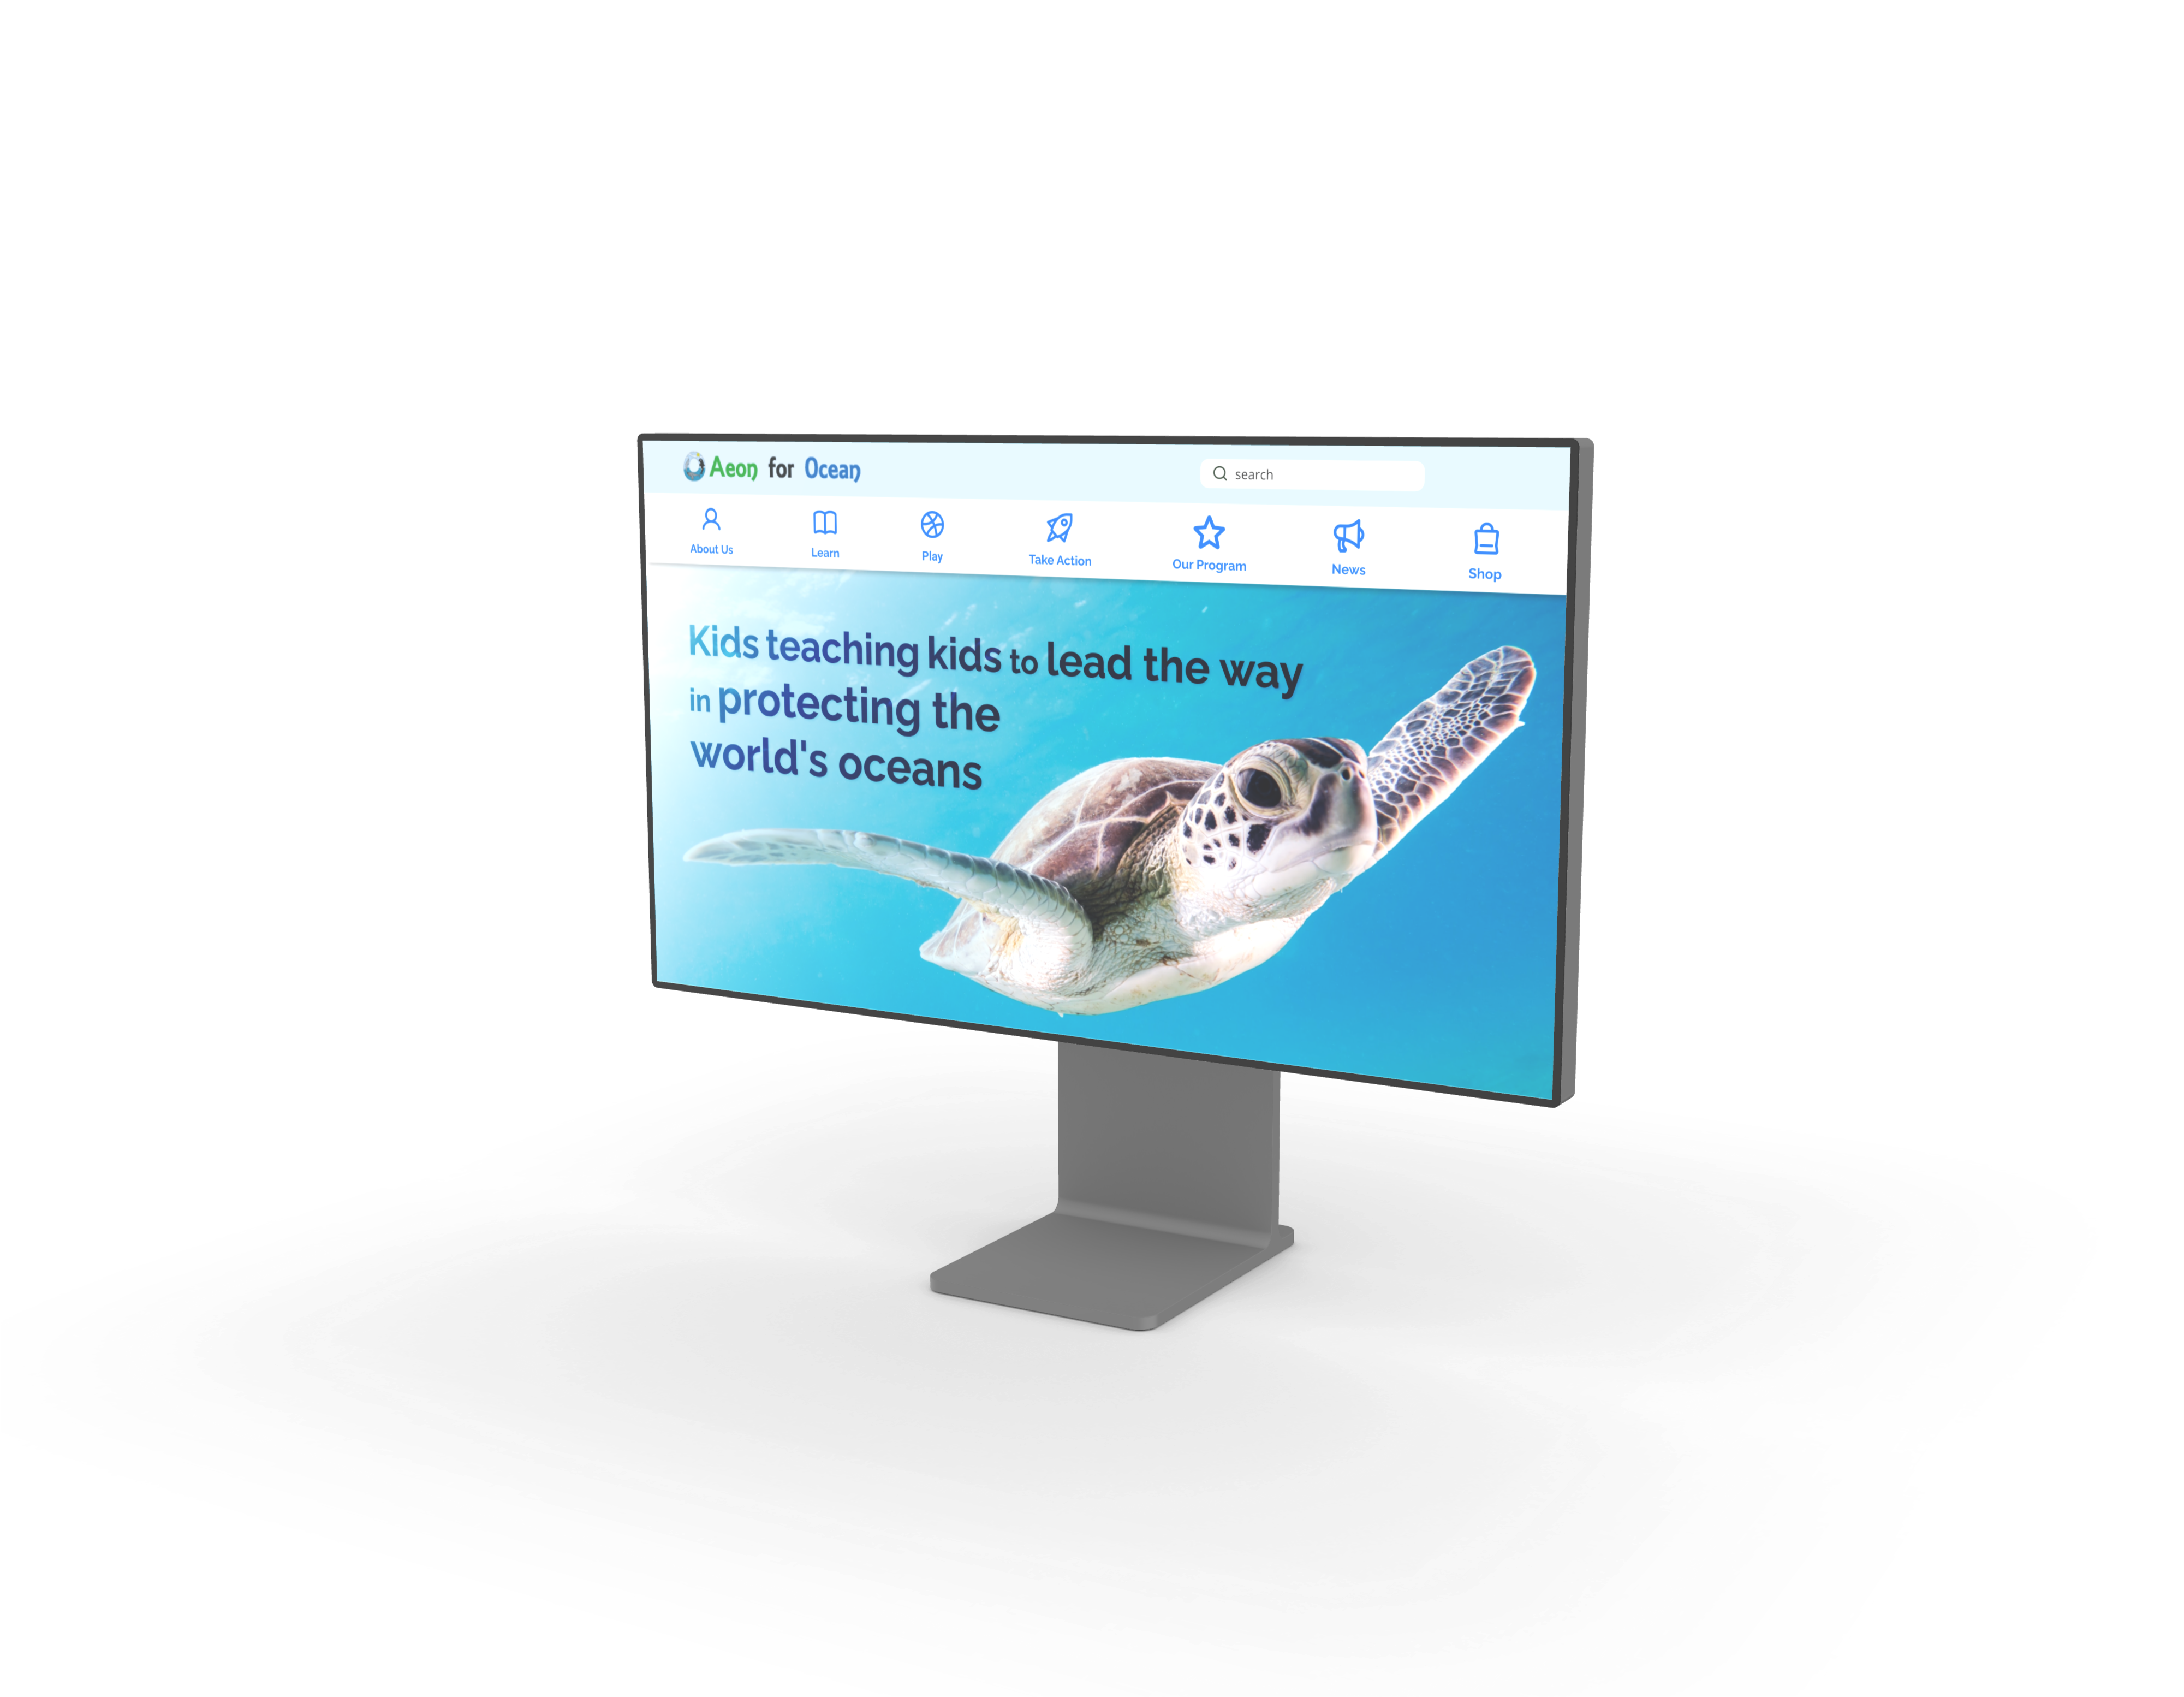 Aeon for Ocean
search
About Us
Learn
Play
Take Action
Our Program
News
Shop
Kids teaching kids to lead the way
in protecting the
world's oceans